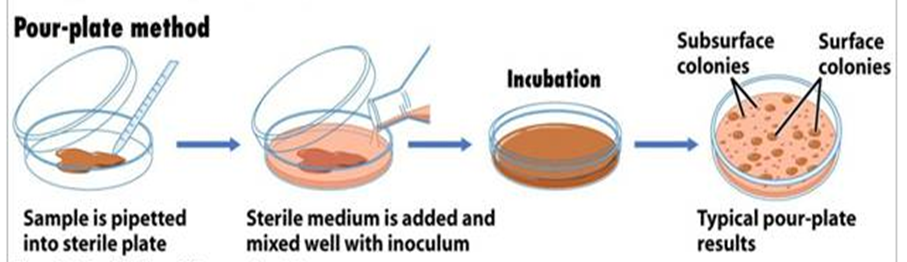 Pour-plate method
Subsurface
colonies
Surface
colonies
Incubation
Sample is pipetted
into sterile plate
Sterile medium is added and
mixed well with inoculum
Typical pour-plate
results